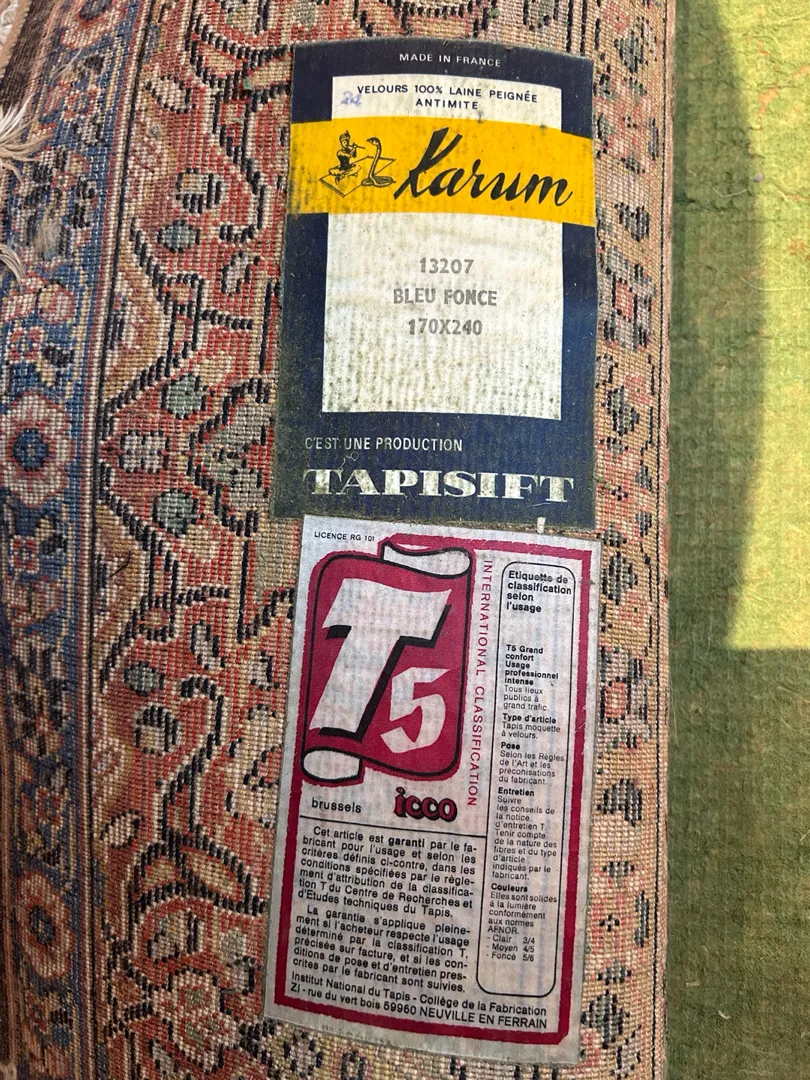 MADE IN FRANCE
VELOURS 100% LAINE PEIGNÉE
ANTIMITE
Karum
13207
BLEU FONCE
170X240
C'EST UNE PRODUCTION
TAPISIFT
LICENCE RG 101
T5
INTERNATIONAL CLASSIFICATION
brussels icco
Cet article est garanti par le fa-
bricant pour l'usage et selon les
critères définis ci-contre, dans les
conditions spécifiées par le règle-
ment d'attribution de la classifica-
tion T du Centre de Recherches et
d'Etudes techniques du Tapis.
La garantie s'applique pleine-
ment si l'acheteur respecte l'usage
déterminé par la classification T,
précisée sur facture, et si les con-
ditions de pose et d'entretien pres-
crites par le fabricant sont suivies.
Etiquette de
classification
selon
l'usage
T5 Grand
confort
Usage
professionnel
intense
Tous lieux
publics à
grand trafic.
Type d'article
Tapis moquette
à velours.
Pose
Selon les Règles
de l'Art et les
préconisations
du fabricant.
Entretien
Suivre
les conseils de
la notice
d'entretien T.
Tenir compte
de la nature des
fibres et du type
d'article
indiqués par le
fabricant.
Couleurs
Elles sont solides
à la lumière
conformément
aux normes
AFNOR.
- Clair 3/4
- Moyen 4/5
- Foncé 5/6
Institut National du Tapis - Collège de la Fabrication
ZI - rue du vert bois 59960 NEUVILLE EN FERRAIN